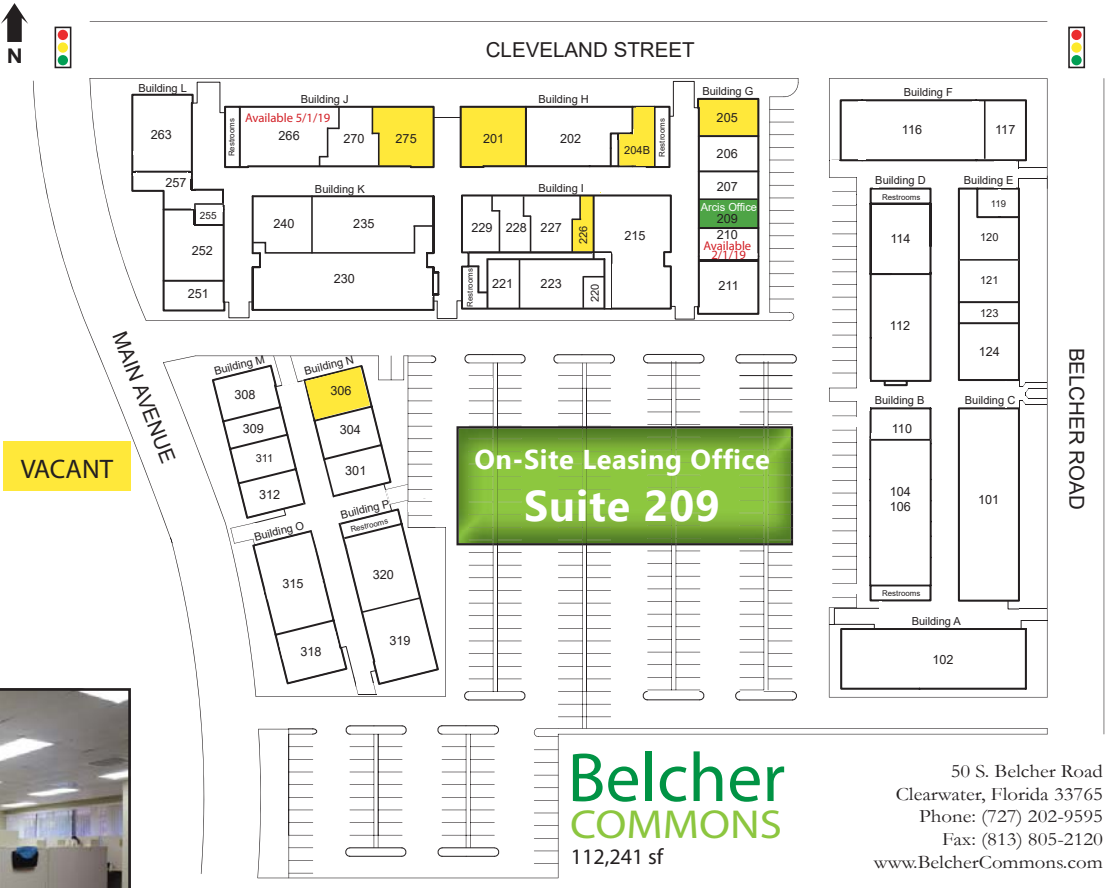 N
CLEVELAND STREET
Building L
263
257
255
252
251
Building J
Restrooms
Available 5/1/19
266
270
275
Building H
201
202
204B
Restrooms
Building G
205
206
207
Arcis Office
209
210
Available
2/1/19
211
Building K
240
235
230
Building I
229
228
227
226
215
Restrooms
221
223
220
Building F
116
117
Building D
Restrooms
114
112
Building E
119
120
121
123
124
Building B
110
104
106
Restrooms
Building C
101
Building A
102
BELCHER ROAD
MAIN AVENUE
Building M
308
309
311
312
Building N
306
304
301
Building O
315
318
Building P
Restrooms
320
319
VACANT
On-Site Leasing Office
Suite 209
Belcher
COMMONS
112,241 sf
50 S. Belcher Road
Clearwater, Florida 33765
Phone: (727) 202-9595
Fax: (813) 805-2120
www.BelcherCommons.com